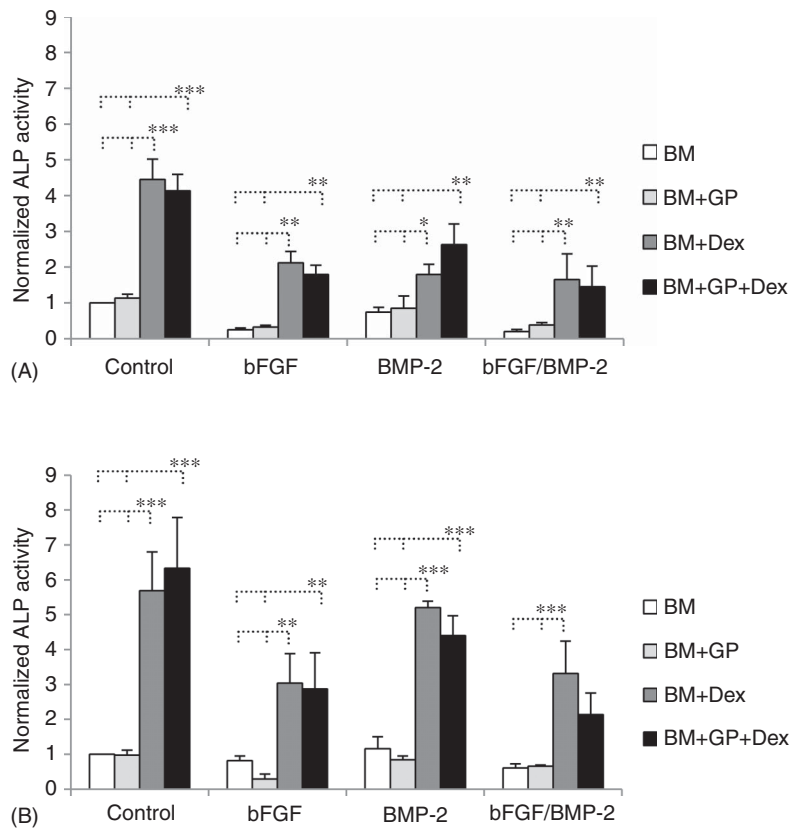 9
8
7
6
5
4
3
2
1
0
Normalized ALP activity
***
***
**
**
**
*
**
**
BM
BM+GP
BM+Dex
BM+GP+Dex
Control bFGF BMP-2 bFGF/BMP-2
(A)
9
8
7
6
5
4
3
2
1
0
Normalized ALP activity
***
***
**
**
***
***
***
BM
BM+GP
BM+Dex
BM+GP+Dex
Control bFGF BMP-2 bFGF/BMP-2
(B)